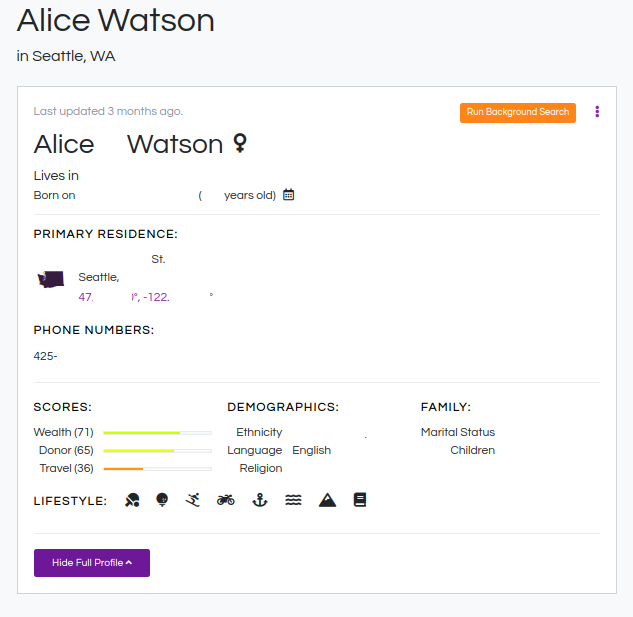 Alice Watson
in Seattle, WA
Last updated 3 months ago.
Run Background Search
Alice Watson
Lives in
Born on ( years old)
PRIMARY RESIDENCE:
St.
Seattle,
47. °, -122. °
PHONE NUMBERS:
425-
SCORES:
Wealth (71)
Donor (65)
Travel (36)
DEMOGRAPHICS:
Ethnicity
Language English
Religion
FAMILY:
Marital Status
Children
LIFESTYLE:
Hide Full Profile